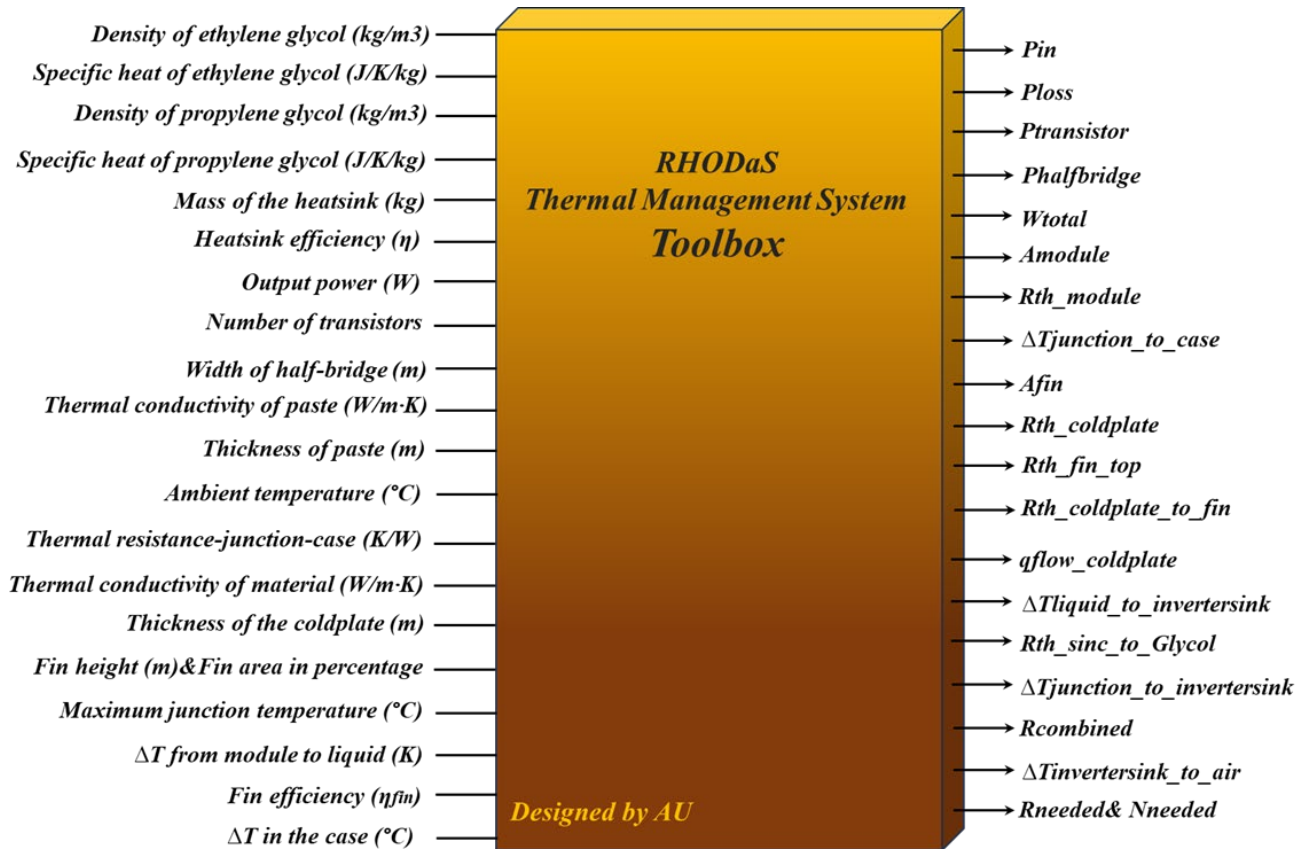 Density of ethylene glycol (kg/m3)
Specific heat of ethylene glycol (J/K/kg)
Density of propylene glycol (kg/m3)
Specific heat of propylene glycol (J/K/kg)
Mass of the heatsink (kg)
Heatsink efficiency (η)
Output power (W)
Number of transistors
Width of half-bridge (m)
Thermal conductivity of paste (W/m·K)
Thickness of paste (m)
Ambient temperature (°C)
Thermal resistance-junction-case (K/W)
Thermal conductivity of material (W/m·K)
Thickness of the coldplate (m)
Fin height (m)&Fin area in percentage
Maximum junction temperature (°C)
ΔT from module to liquid (K)
Fin efficiency (ηfin)
ΔT in the case (°C)
RHODaS
Thermal Management System
Toolbox
Designed by AU
Pin
Ploss
Ptransistor
Phalfbridge
Wtotal
Amodule
Rth_module
ΔTjunction_to_case
Afin
Rth_coldplate
Rth_fin_top
Rth_coldplate_to_fin
qflow_coldplate
ΔTliquid_to_invertersink
Rth_sinc_to_Glycol
ΔTjunction_to_invertersink
Rcombined
ΔTinvertersink_to_air
Rneeded& Nneeded